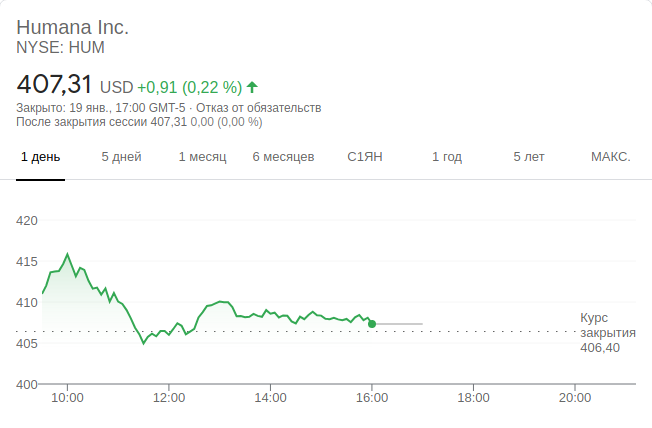 Humana Inc.
NYSE: HUM
407,31 USD +0,91 (0,22 %)
Закрыто: 19 янв., 17:00 GMT-5 · Отказ от обязательств
После закрытия сессии 407,31 0,00 (0,00 %)
1 день 5 дней 1 месяц 6 месяцев С1ЯН 1 год 5 лет МАКС.
420
415
410
405
400
Курс
закрытия
406,40
10:00 12:00 14:00 16:00 18:00 20:00